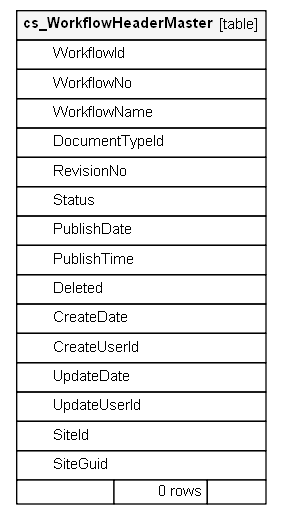 cs_WorkflowHeaderMaster [table]
WorkflowId
WorkflowNo
WorkflowName
DocumentTypeId
RevisionNo
Status
PublishDate
PublishTime
Deleted
CreateDate
CreateUserId
UpdateDate
UpdateUserId
SiteId
SiteGuid
0 rows